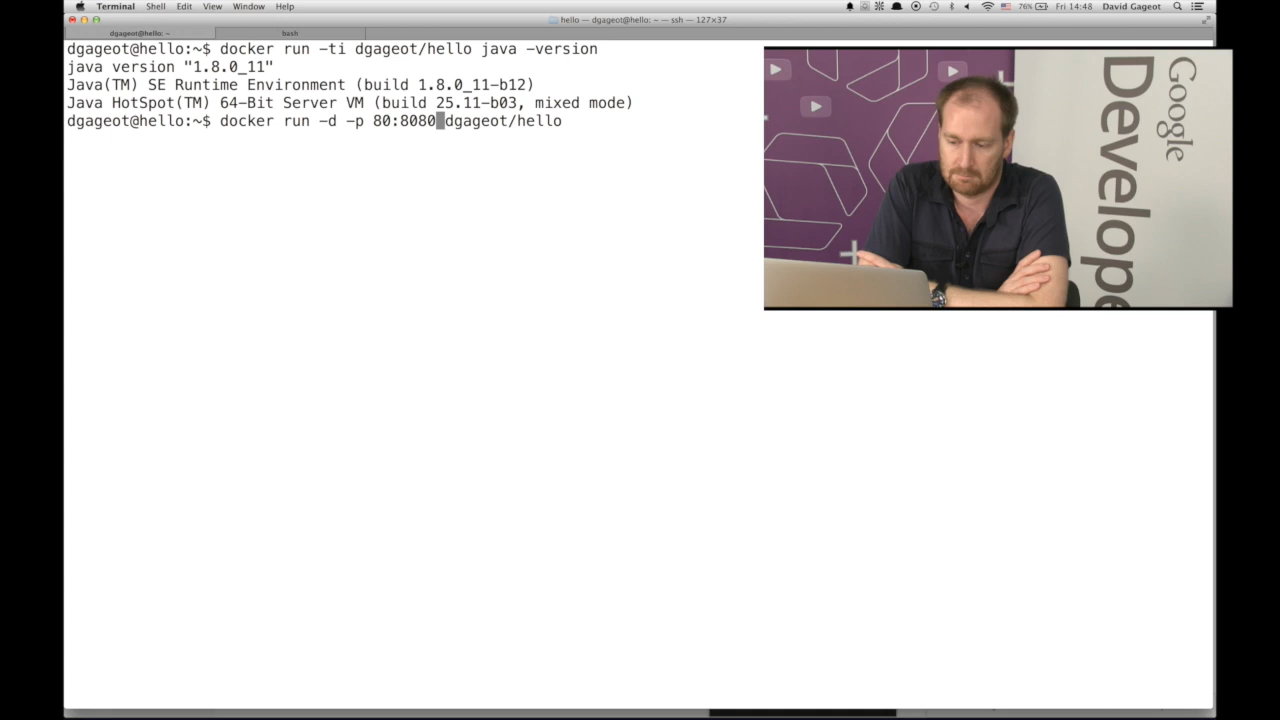 Terminal Shell Edit View Window Help 76% Fri 14:48 David Gageot
hello — dgageot@hello: ~ — ssh — 127×37
dgageot@hello: ~ bash
dgageot@hello:~$ docker run -ti dgageot/hello java -version
java version "1.8.0_11"
Java(TM) SE Runtime Environment (build 1.8.0_11-b12)
Java HotSpot(TM) 64-Bit Server VM (build 25.11-b03, mixed mode)
dgageot@hello:~$ docker run -d -p 80:8080 dgageot/hello
Google
Develope